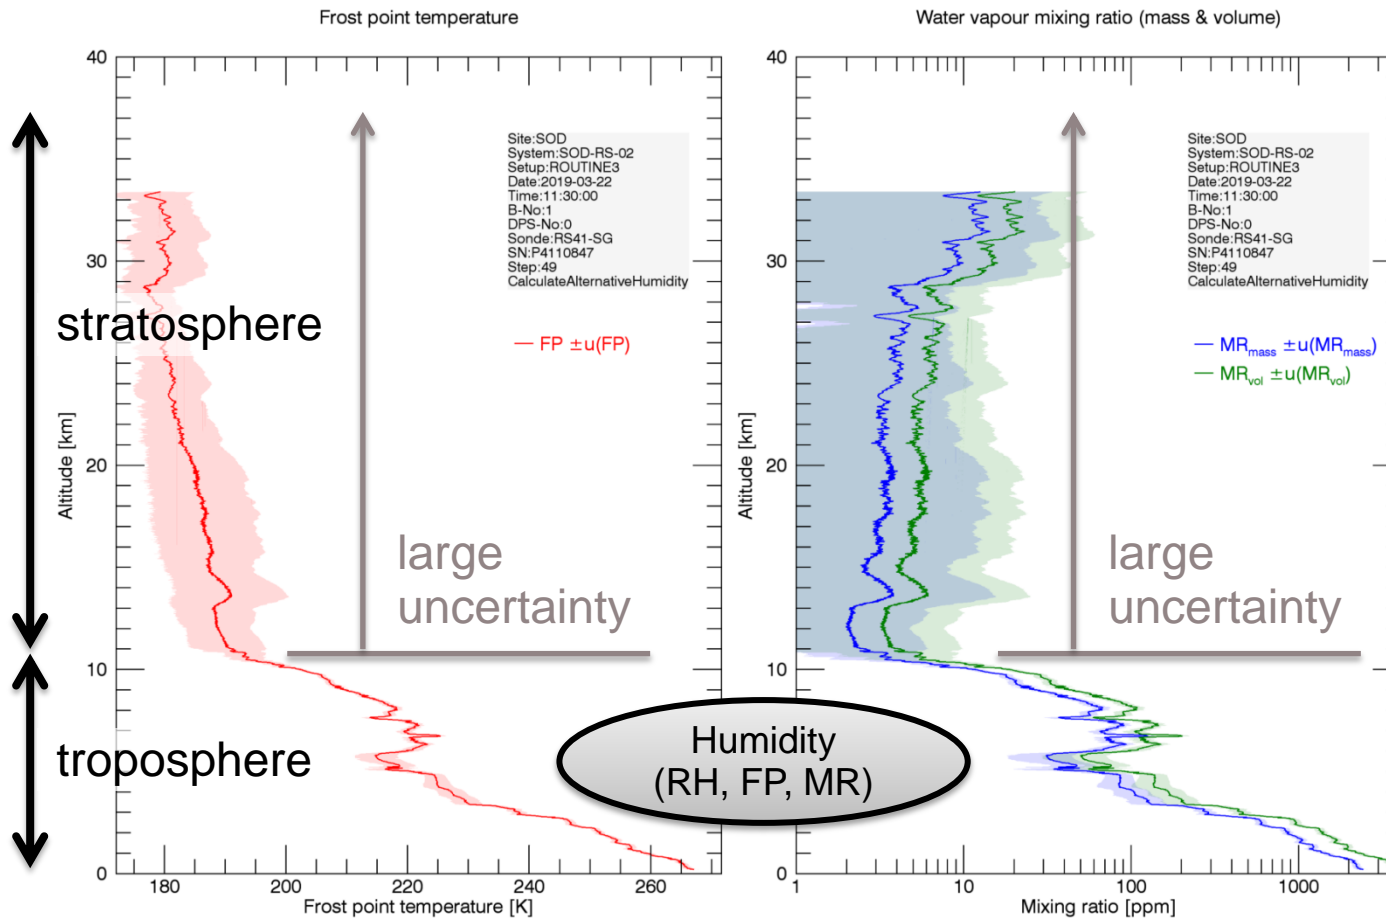 Frost point temperature
40
30
20
10
0
Altitude [km]
180
200
220
240
260
Frost point temperature [K]
Site:SOD
System:SOD-RS-02
Setup:ROUTINE3
Date:2019-03-22
Time:11:30:00
B-No:1
DPS-No:0
Sonde:RS41-SG
SN:P4110847
Step:49
CalculateAlternativeHumidity
FP ±u(FP)
stratosphere
troposphere
large
uncertainty
Humidity
(RH, FP, MR)
Water vapour mixing ratio (mass & volume)
40
30
20
10
0
Altitude [km]
1
10
100
1000
Mixing ratio [ppm]
Site:SOD
System:SOD-RS-02
Setup:ROUTINE3
Date:2019-03-22
Time:11:30:00
B-No:1
DPS-No:0
Sonde:RS41-SG
SN:P4110847
Step:49
CalculateAlternativeHumidity
MRmass ±u(MRmass)
MRvol ±u(MRvol)
large
uncertainty